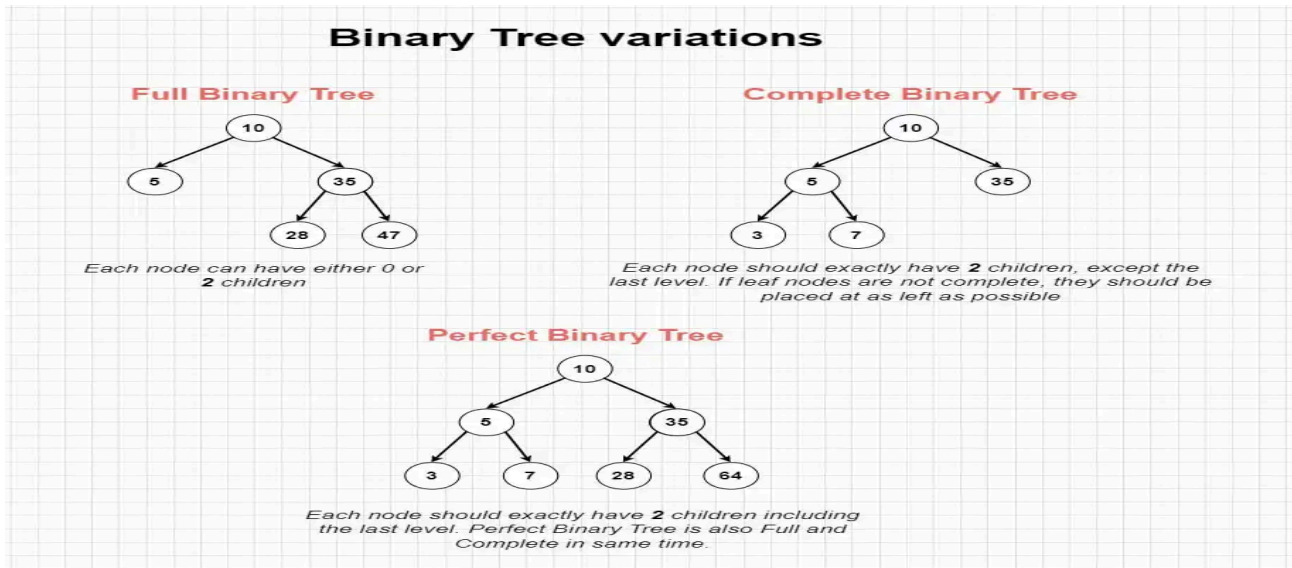 Binary Tree variations
Full Binary Tree
10
5
35
28
47
Each node can have either 0 or
2 children
Complete Binary Tree
10
5
35
3
7
Each node should exactly have 2 children, except the
last level. If leaf nodes are not complete, they should be
placed at as left as possible
Perfect Binary Tree
10
5
35
3
7
28
64
Each node should exactly have 2 children including
the last level. Perfect Binary Tree is also Full and
Complete in same time.